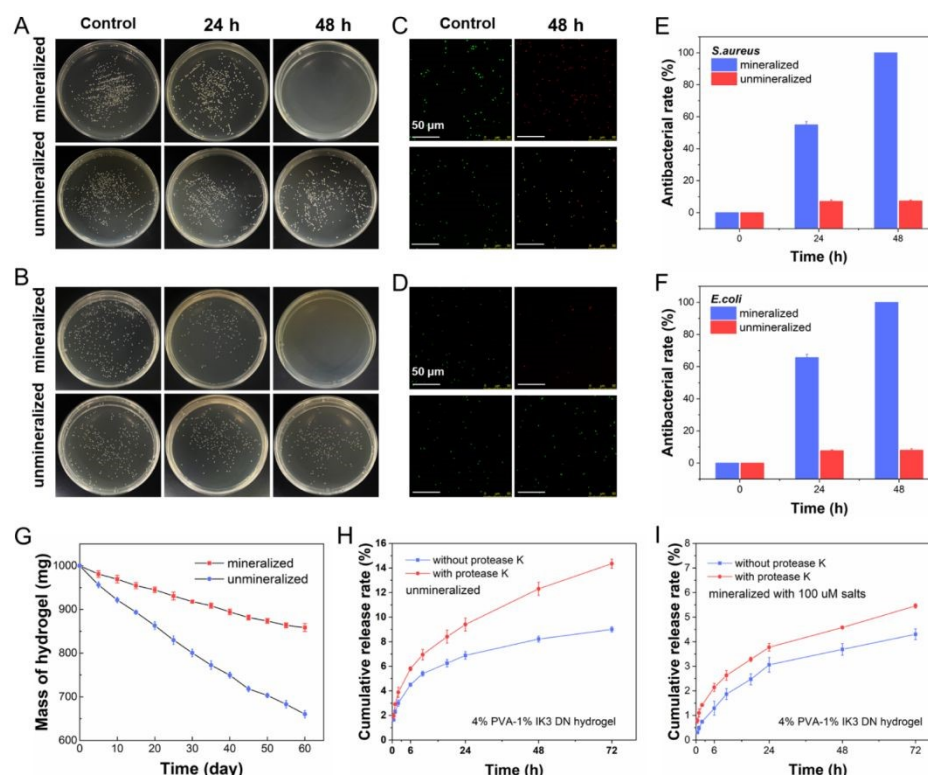 A
Control
24 h
48 h
mineralized
unmineralized
B
mineralized
unmineralized
C
Control
48 h
50 μm
D
50 μm
E
S.aureus
mineralized
unmineralized
Antibacterial rate (%)
100
80
60
40
20
0
0
24
48
Time (h)
F
E.coli
mineralized
unmineralized
Antibacterial rate (%)
100
80
60
40
20
0
0
24
48
Time (h)
G
mineralized
unmineralized
Mass of hydrogel (mg)
1000
900
800
700
600
0
10
20
30
40
50
60
Time (day)
H
without protease K
with protease K
unmineralized
4% PVA-1% IK3 DN hydrogel
Cumulative release rate (%)
16
14
12
10
8
6
4
2
0
0
6
24
48
72
Time (h)
I
without protease K
with protease K
mineralized with 100 uM salts
4% PVA-1% IK3 DN hydrogel
Cumulative release rate (%)
8
7
6
5
4
3
2
1
0
0
6
24
48
72
Time (h)